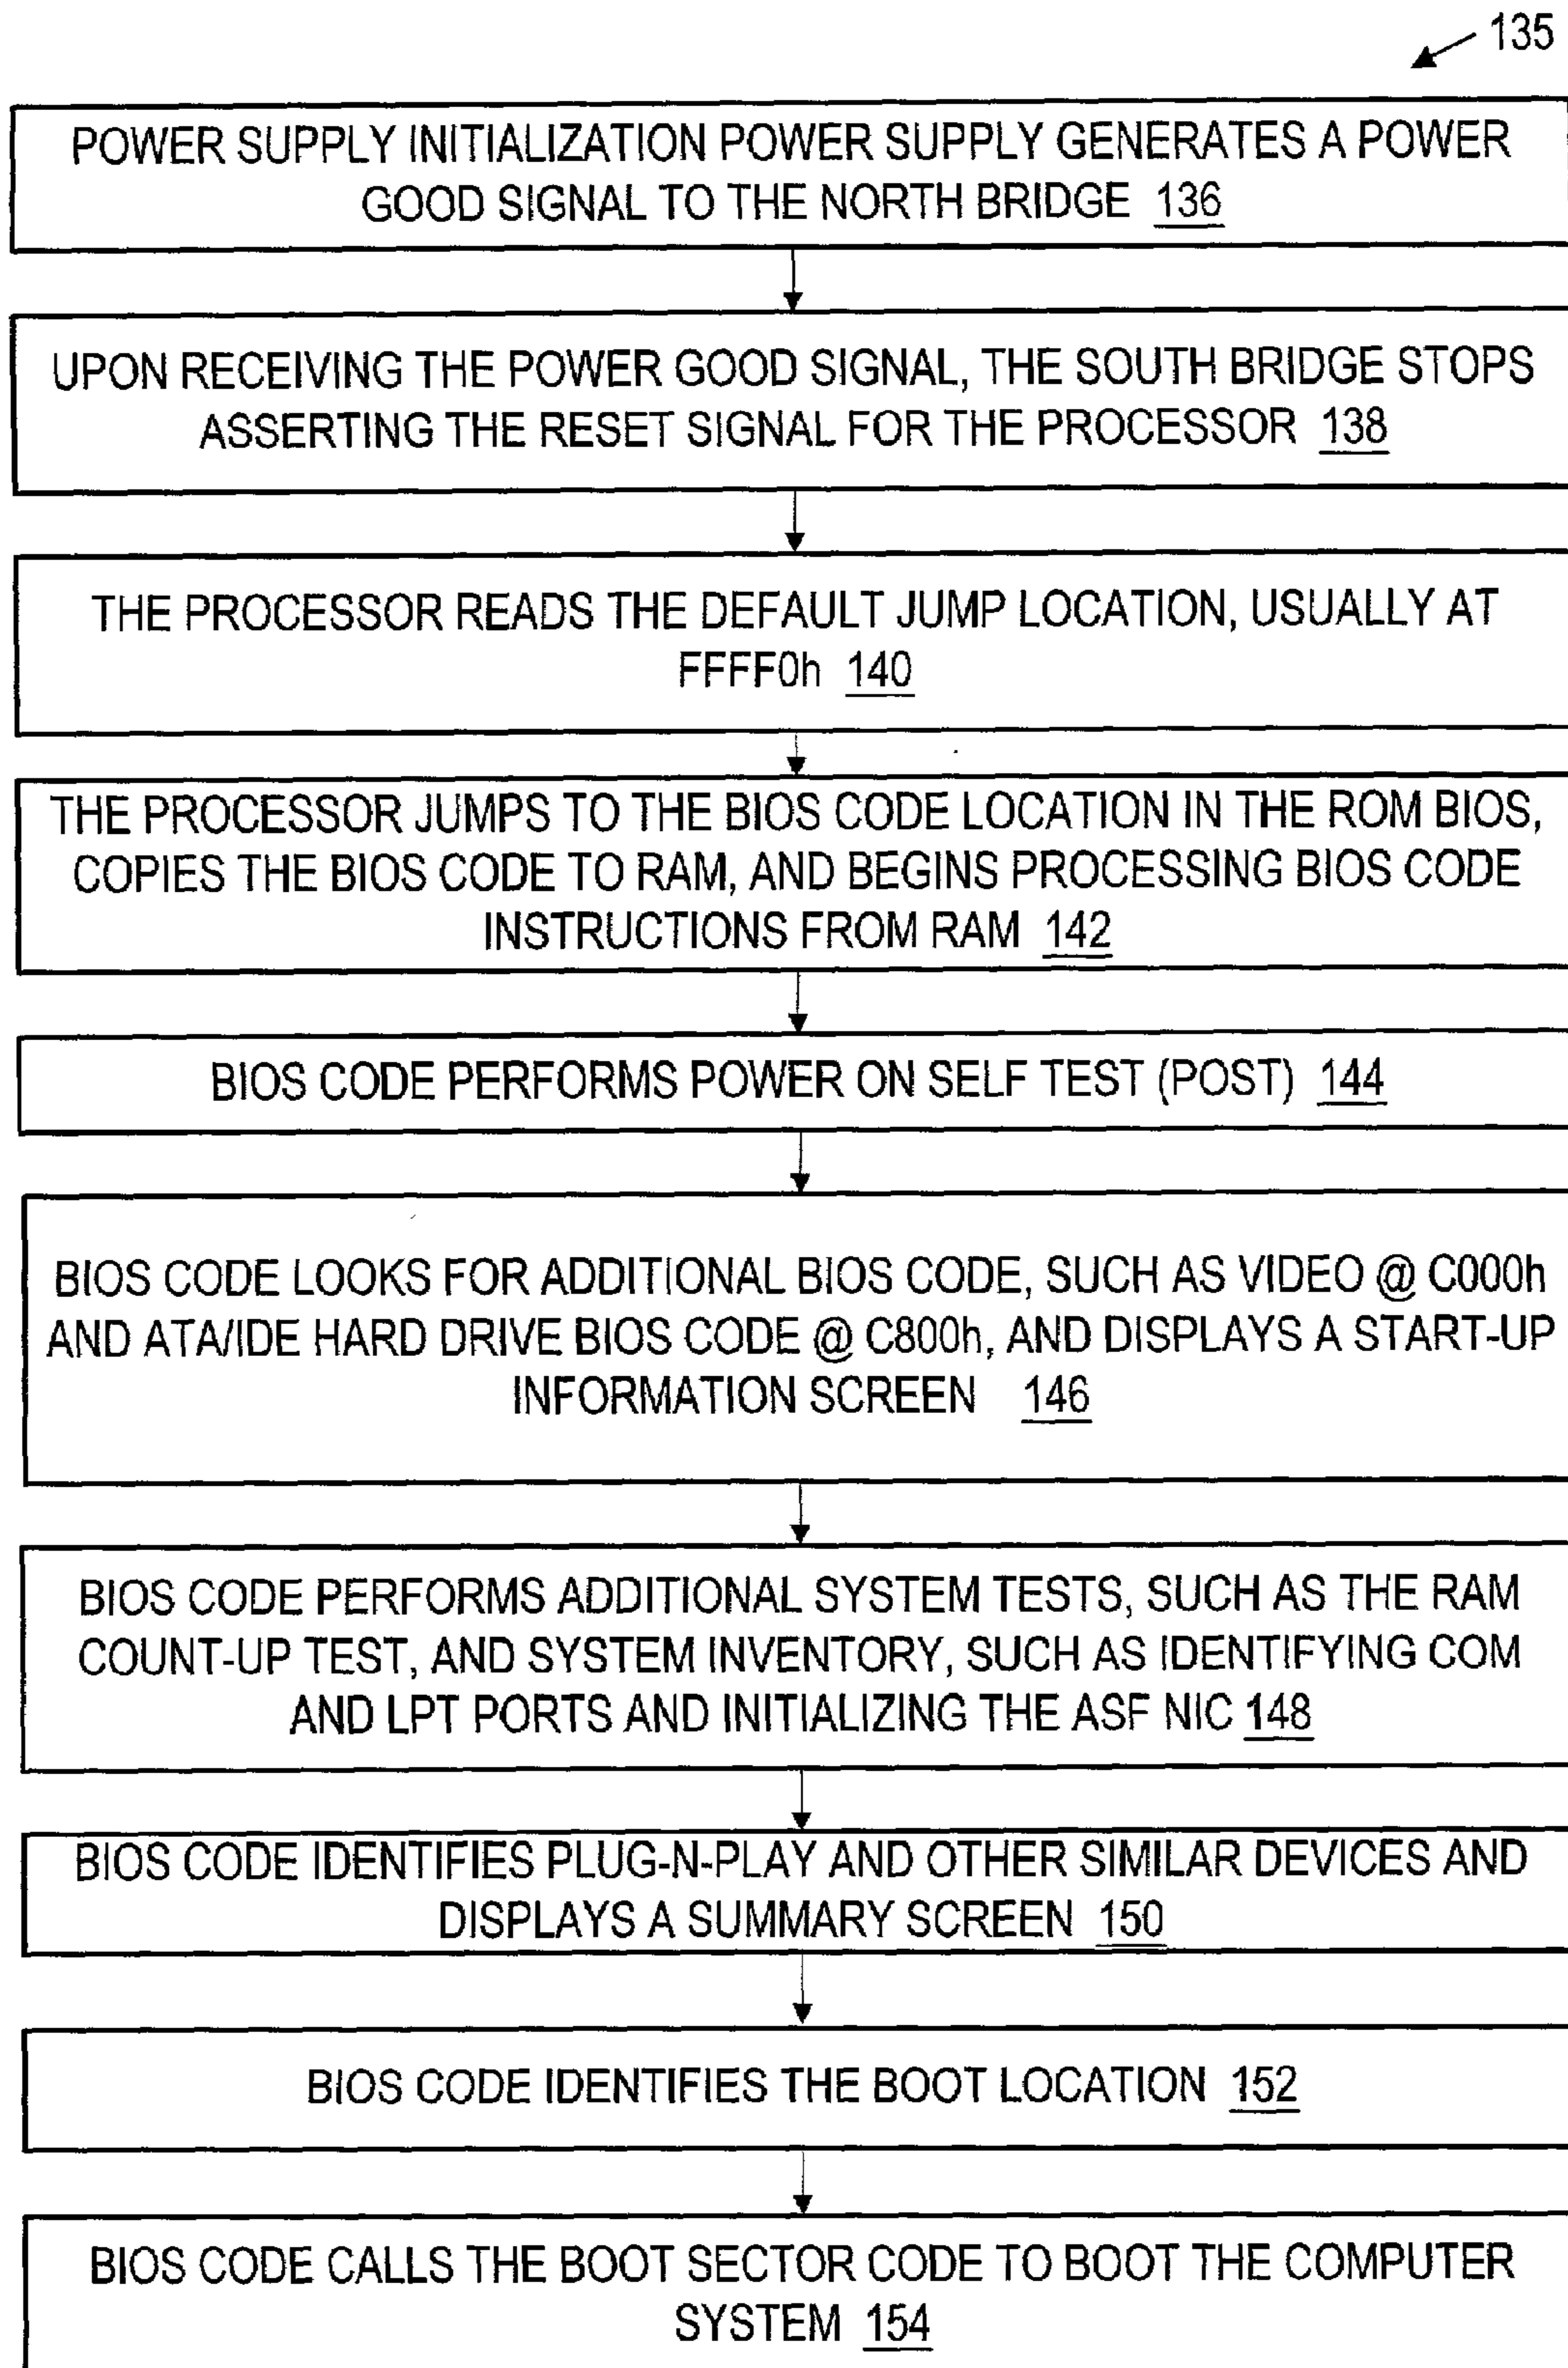 135
POWER SUPPLY INITIALIZATION POWER SUPPLY GENERATES A POWER
GOOD SIGNAL TO THE NORTH BRIDGE 136
UPON RECEIVING THE POWER GOOD SIGNAL, THE SOUTH BRIDGE STOPS
ASSERTING THE RESET SIGNAL FOR THE PROCESSOR 138
THE PROCESSOR READS THE DEFAULT JUMP LOCATION, USUALLY AT
FFFF0h 140
THE PROCESSOR JUMPS TO THE BIOS CODE LOCATION IN THE ROM BIOS,
COPIES THE BIOS CODE TO RAM, AND BEGINS PROCESSING BIOS CODE
INSTRUCTIONS FROM RAM 142
BIOS CODE PERFORMS POWER ON SELF TEST (POST) 144
BIOS CODE LOOKS FOR ADDITIONAL BIOS CODE, SUCH AS VIDEO @ C000h
AND ATA/IDE HARD DRIVE BIOS CODE @ C800h, AND DISPLAYS A START-UP
INFORMATION SCREEN 146
BIOS CODE PERFORMS ADDITIONAL SYSTEM TESTS, SUCH AS THE RAM
COUNT-UP TEST, AND SYSTEM INVENTORY, SUCH AS IDENTIFYING COM
AND LPT PORTS AND INITIALIZING THE ASF NIC 148
BIOS CODE IDENTIFIES PLUG-N-PLAY AND OTHER SIMILAR DEVICES AND
DISPLAYS A SUMMARY SCREEN 150
BIOS CODE IDENTIFIES THE BOOT LOCATION 152
BIOS CODE CALLS THE BOOT SECTOR CODE TO BOOT THE COMPUTER
SYSTEM 154